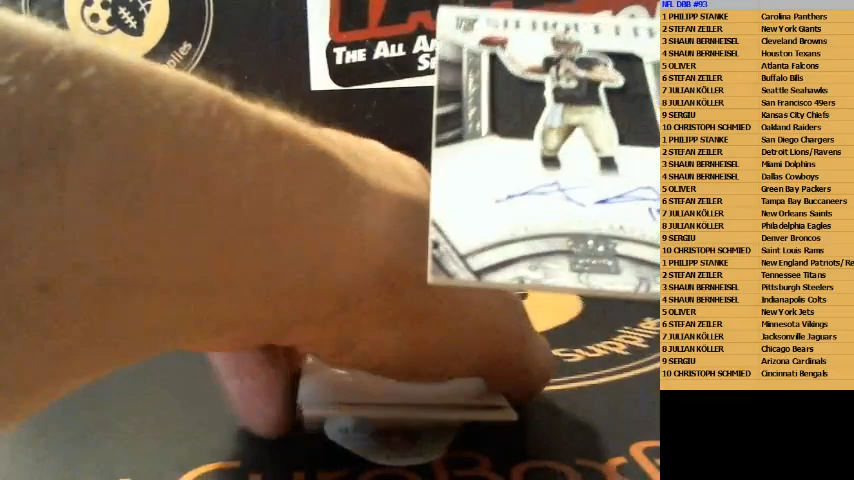 NFL DBB #93
1 PHILIPP STANKE Carolina Panthers
2 STEFAN ZEILER New York Giants
3 SHAUN BERNHEISEL Cleveland Browns
4 SHAUN BERNHEISEL Houston Texans
5 OLIVER Atlanta Falcons
6 STEFAN ZEILER Buffalo Bills
7 JULIAN KÖLLER Seattle Seahawks
8 JULIAN KÖLLER San Francisco 49ers
9 SERGIU Kansas City Chiefs
10 CHRISTOPH SCHMIED Oakland Raiders
1 PHILIPP STANKE San Diego Chargers
2 STEFAN ZEILER Detroit Lions/Ravens
3 SHAUN BERNHEISEL Miami Dolphins
4 SHAUN BERNHEISEL Dallas Cowboys
5 OLIVER Green Bay Packers
6 STEFAN ZEILER Tampa Bay Buccaneers
7 JULIAN KÖLLER New Orleans Saints
8 JULIAN KÖLLER Philadelphia Eagles
9 SERGIU Denver Broncos
10 CHRISTOPH SCHMIED Saint Louis Rams
1 PHILIPP STANKE New England Patriots/Re
2 STEFAN ZEILER Tennessee Titans
3 SHAUN BERNHEISEL Pittsburgh Steelers
4 SHAUN BERNHEISEL Indianapolis Colts
5 OLIVER New York Jets
6 STEFAN ZEILER Minnesota Vikings
7 JULIAN KÖLLER Jacksonville Jaguars
8 JULIAN KÖLLER Chicago Bears
9 SERGIU Arizona Cardinals
10 CHRISTOPH SCHMIED Cincinnati Bengals
THE ALL AM
Supplies